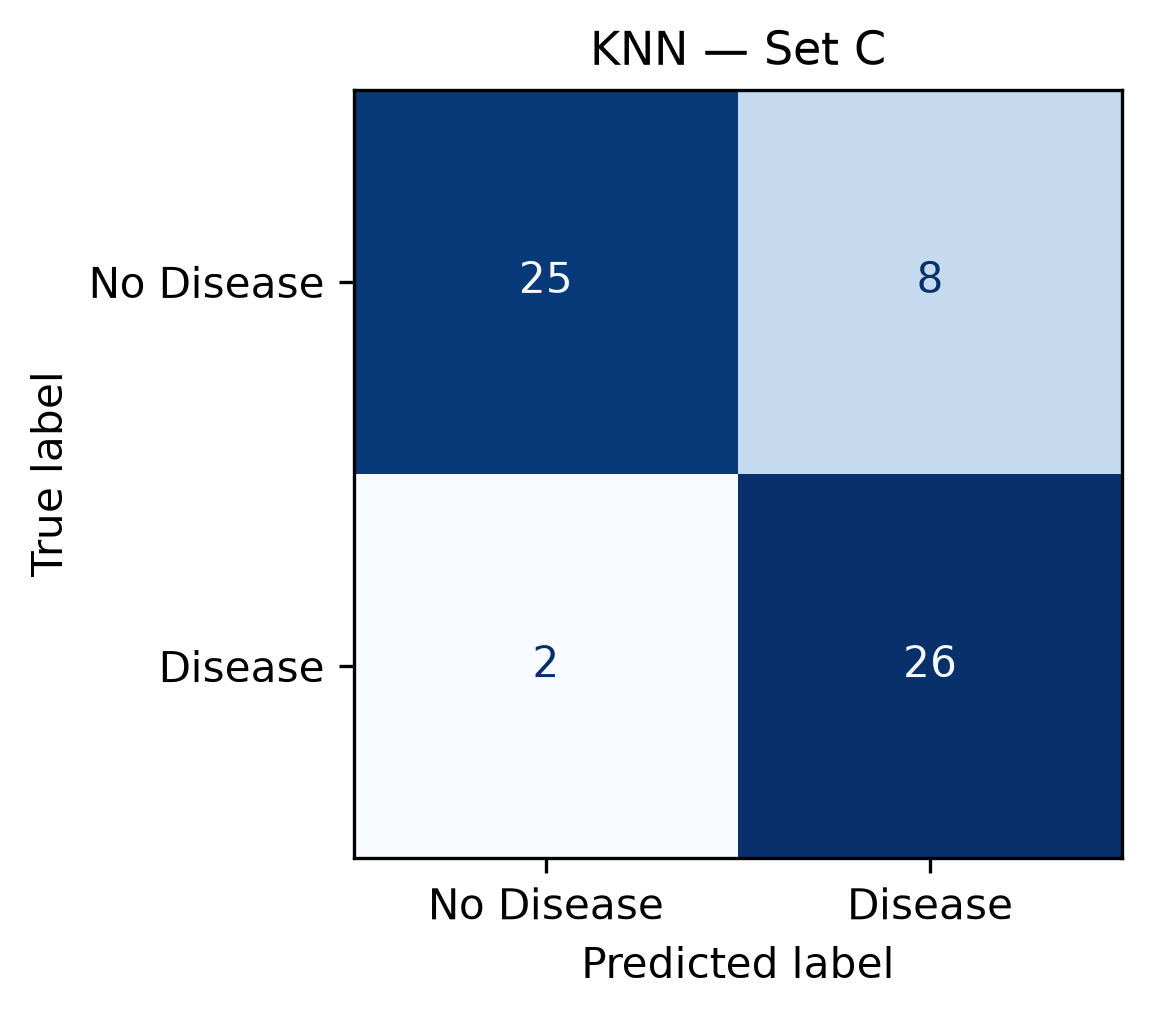 KNN — Set C
No Disease
25
8
True label
Disease
2
26
No Disease
Disease
Predicted label